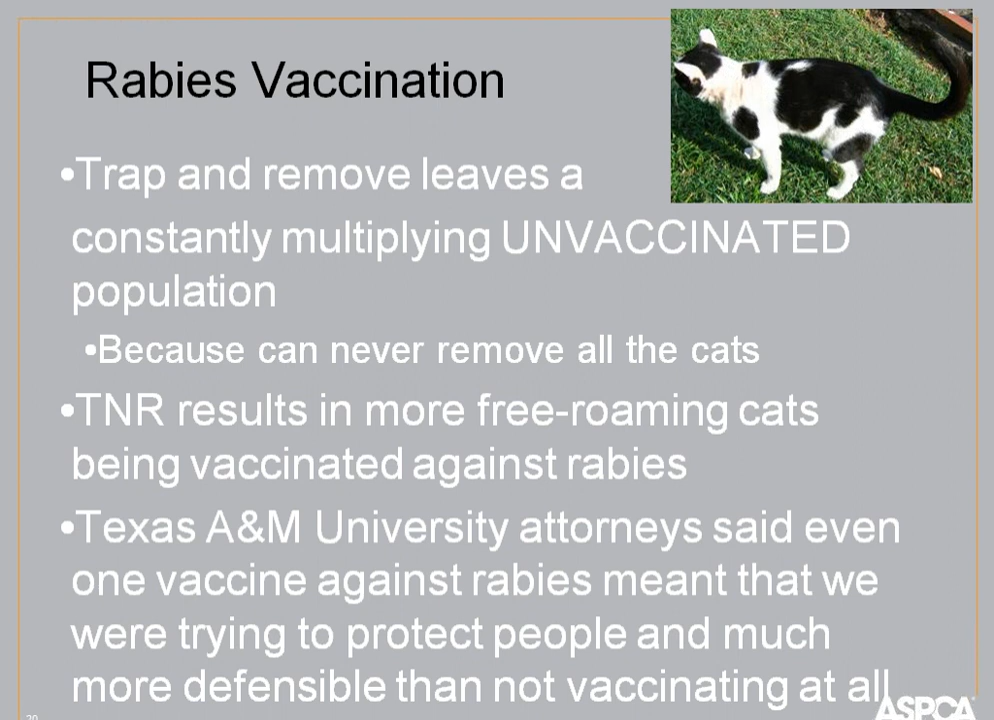 Rabies Vaccination
•Trap and remove leaves a
constantly multiplying UNVACCINATED
population
•Because can never remove all the cats
•TNR results in more free-roaming cats
being vaccinated against rabies
•Texas A&M University attorneys said even
one vaccine against rabies meant that we
were trying to protect people and much
more defensible than not vaccinating at all
ASPCA
20